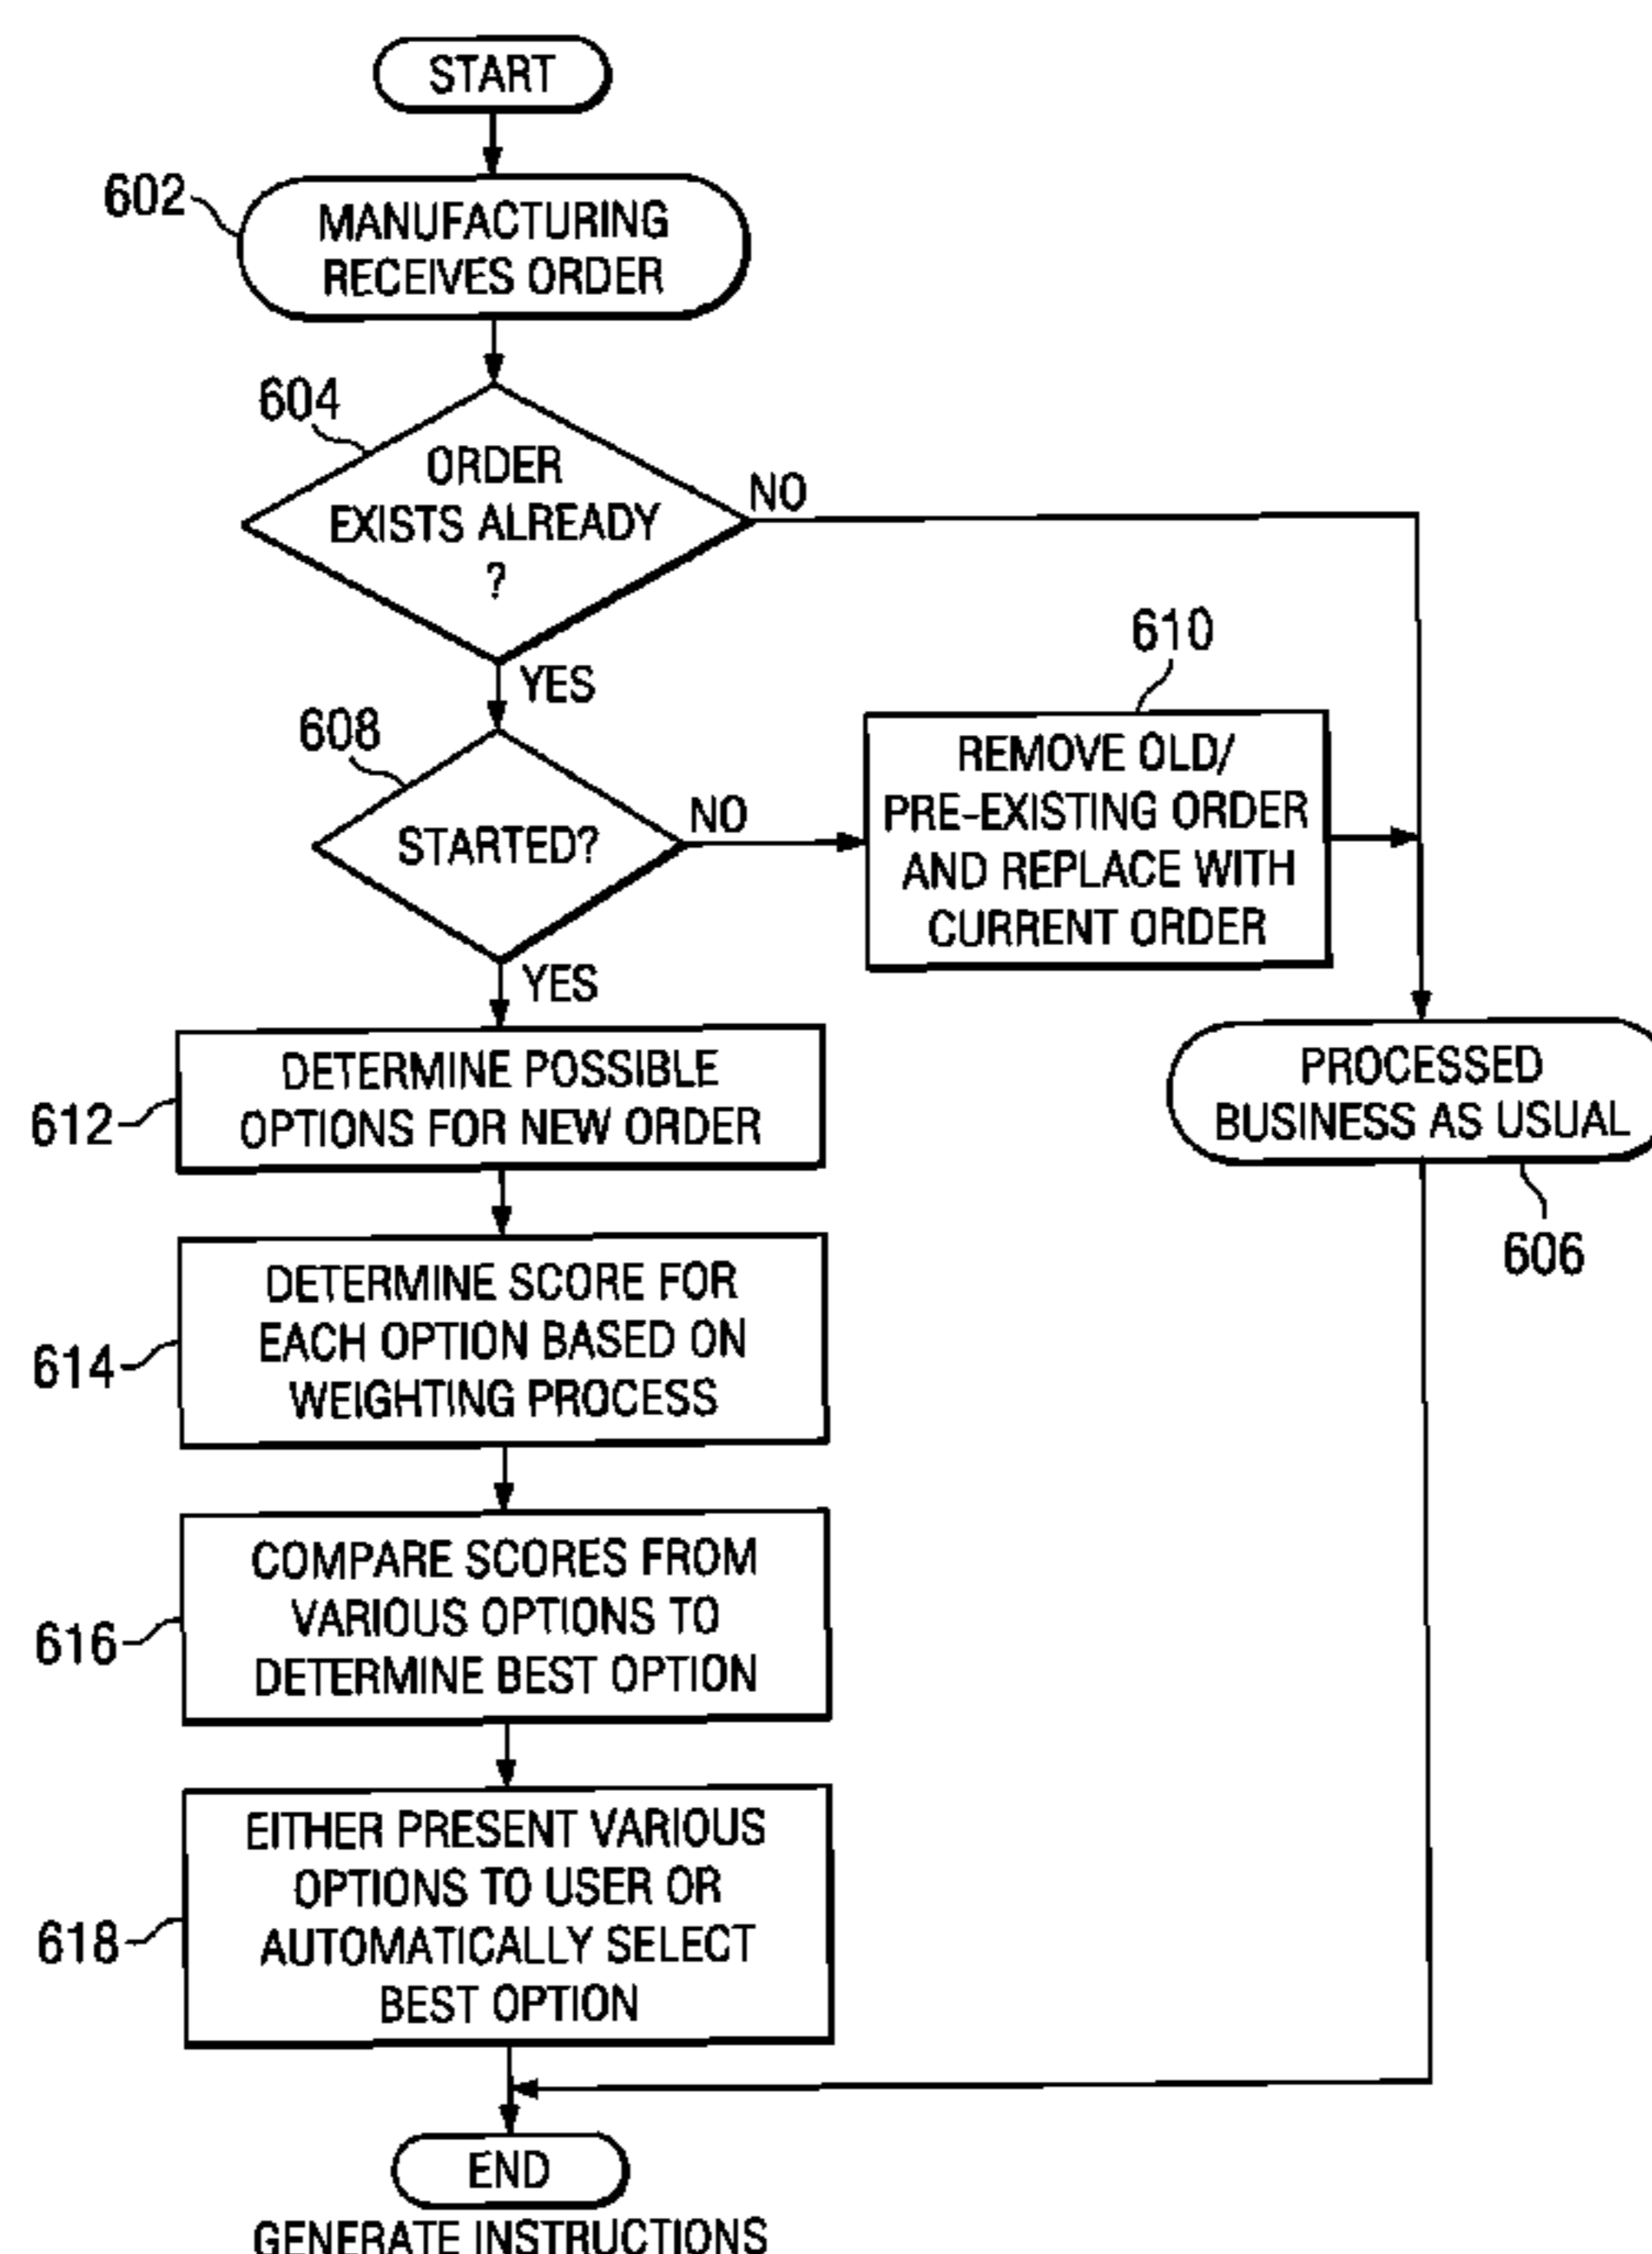 START
602
MANUFACTURING
RECEIVES ORDER
604
ORDER
EXISTS ALREADY
?
NO
YES
610
608
STARTED?
NO
REMOVE OLD/
PRE-EXISTING ORDER
AND REPLACE WITH
CURRENT ORDER
YES
612
DETERMINE POSSIBLE
OPTIONS FOR NEW ORDER
PROCESSED
BUSINESS AS USUAL
606
614
DETERMINE SCORE FOR
EACH OPTION BASED ON
WEIGHTING PROCESS
616
COMPARE SCORES FROM
VARIOUS OPTIONS TO
DETERMINE BEST OPTION
618
EITHER PRESENT VARIOUS
OPTIONS TO USER OR
AUTOMATICALLY SELECT
BEST OPTION
END
GENERATE INSTRUCTIONS